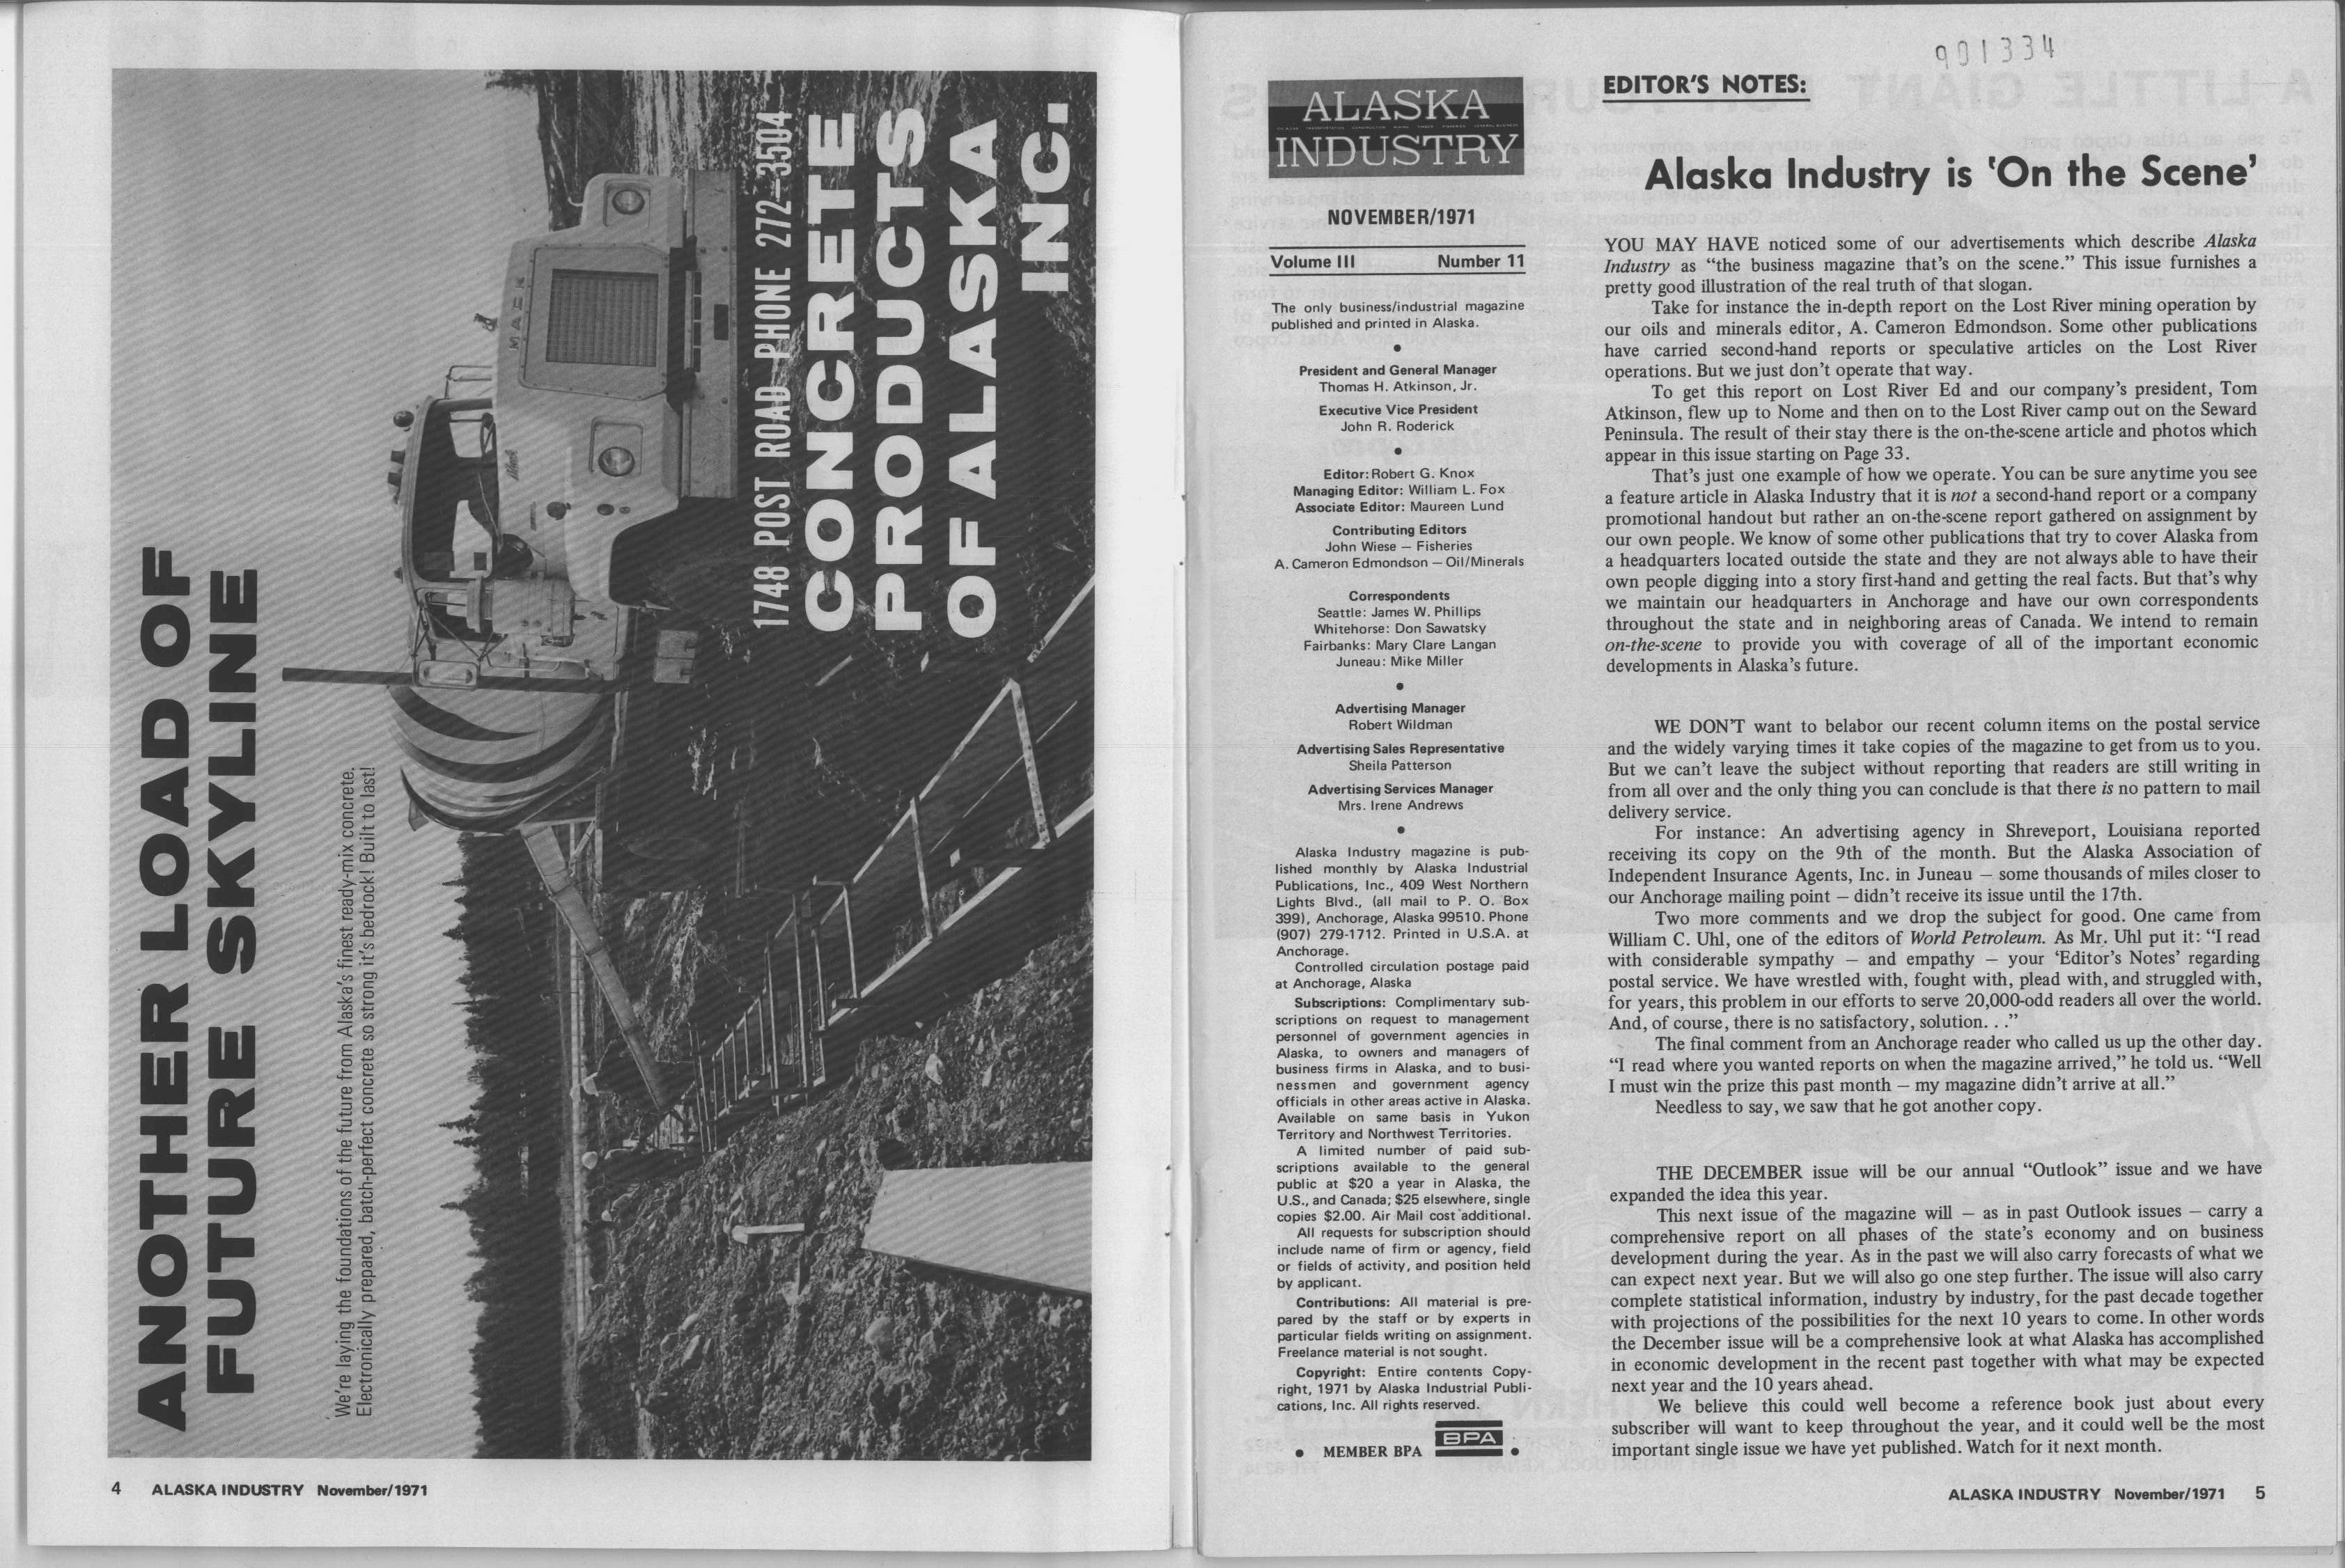 ANOTHER LOAD OF
FUTURE SKYLINE
We're laying the foundations of the future from Alaska's finest ready-mix concrete.
Electronically prepared, batch-perfect concrete so strong it's bedrock! Built to last!
MACK
1748 POST ROAD PHONE 272-3504
CONCRETE
PRODUCTS
OF ALASKA
INC.
4 ALASKA INDUSTRY November/1971
901334
ALASKA
INDUSTRY
NOVEMBER/1971
Volume III Number 11
The only business/industrial magazine
published and printed in Alaska.
President and General Manager
Thomas H. Atkinson, Jr.
Executive Vice President
John R. Roderick
Editor: Robert G. Knox
Managing Editor: William L. Fox
Associate Editor: Maureen Lund
Contributing Editors
John Wiese — Fisheries
A. Cameron Edmondson — Oil/Minerals
Correspondents
Seattle: James W. Phillips
Whitehorse: Don Sawatsky
Fairbanks: Mary Clare Langan
Juneau: Mike Miller
Advertising Manager
Robert Wildman
Advertising Sales Representative
Sheila Patterson
Advertising Services Manager
Mrs. Irene Andrews
Alaska Industry magazine is pub-
lished monthly by Alaska Industrial
Publications, Inc., 409 West Northern
Lights Blvd., (all mail to P. O. Box
399), Anchorage, Alaska 99510. Phone
(907) 279-1712. Printed in U.S.A. at
Anchorage.
Controlled circulation postage paid
at Anchorage, Alaska
Subscriptions: Complimentary sub-
scriptions on request to management
personnel of government agencies in
Alaska, to owners and managers of
business firms in Alaska, and to busi-
nessmen and government agency
officials in other areas active in Alaska.
Available on same basis in Yukon
Territory and Northwest Territories.
A limited number of paid sub-
scriptions available to the general
public at $20 a year in Alaska, the
U.S., and Canada; $25 elsewhere, single
copies $2.00. Air Mail cost additional.
All requests for subscription should
include name of firm or agency, field
or fields of activity, and position held
by applicant.
Contributions: All material is pre-
pared by the staff or by experts in
particular fields writing on assignment.
Freelance material is not sought.
Copyright: Entire contents Copy-
right, 1971 by Alaska Industrial Publi-
cations, Inc. All rights reserved.
• MEMBER BPA BPA •
EDITOR'S NOTES:
Alaska Industry is 'On the Scene'
YOU MAY HAVE noticed some of our advertisements which describe Alaska
Industry as “the business magazine that's on the scene.” This issue furnishes a
pretty good illustration of the real truth of that slogan.
Take for instance the in-depth report on the Lost River mining operation by
our oils and minerals editor, A. Cameron Edmondson. Some other publications
have carried second-hand reports or speculative articles on the Lost River
operations. But we just don't operate that way.
To get this report on Lost River Ed and our company's president, Tom
Atkinson, flew up to Nome and then on to the Lost River camp out on the Seward
Peninsula. The result of their stay there is the on-the-scene article and photos which
appear in this issue starting on Page 33.
That's just one example of how we operate. You can be sure anytime you see
a feature article in Alaska Industry that it is not a second-hand report or a company
promotional handout but rather an on-the-scene report gathered on assignment by
our own people. We know of some other publications that try to cover Alaska from
a headquarters located outside the state and they are not always able to have their
own people digging into a story first-hand and getting the real facts. But that's why
we maintain our headquarters in Anchorage and have our own correspondents
throughout the state and in neighboring areas of Canada. We intend to remain
on-the-scene to provide you with coverage of all of the important economic
developments in Alaska's future.
WE DON'T want to belabor our recent column items on the postal service
and the widely varying times it take copies of the magazine to get from us to you.
But we can't leave the subject without reporting that readers are still writing in
from all over and the only thing you can conclude is that there is no pattern to mail
delivery service.
For instance: An advertising agency in Shreveport, Louisiana reported
receiving its copy on the 9th of the month. But the Alaska Association of
Independent Insurance Agents, Inc. in Juneau — some thousands of miles closer to
our Anchorage mailing point — didn't receive its issue until the 17th.
Two more comments and we drop the subject for good. One came from
William C. Uhl, one of the editors of World Petroleum. As Mr. Uhl put it: “I read
with considerable sympathy — and empathy — your 'Editor's Notes' regarding
postal service. We have wrestled with, fought with, plead with, and struggled with,
for years, this problem in our efforts to serve 20,000-odd readers all over the world.
And, of course, there is no satisfactory, solution. . .”
The final comment from an Anchorage reader who called us up the other day.
“I read where you wanted reports on when the magazine arrived,” he told us. “Well
I must win the prize this past month — my magazine didn't arrive at all.”
Needless to say, we saw that he got another copy.
THE DECEMBER issue will be our annual “Outlook” issue and we have
expanded the idea this year.
This next issue of the magazine will — as in past Outlook issues — carry a
comprehensive report on all phases of the state's economy and on business
development during the year. As in the past we will also carry forecasts of what we
can expect next year. But we will also go one step further. The issue will also carry
complete statistical information, industry by industry, for the past decade together
with projections of the possibilities for the next 10 years to come. In other words
the December issue will be a comprehensive look at what Alaska has accomplished
in economic development in the recent past together with what may be expected
next year and the 10 years ahead.
We believe this could well become a reference book just about every
subscriber will want to keep throughout the year, and it could well be the most
important single issue we have yet published. Watch for it next month.
ALASKA INDUSTRY November/1971 5